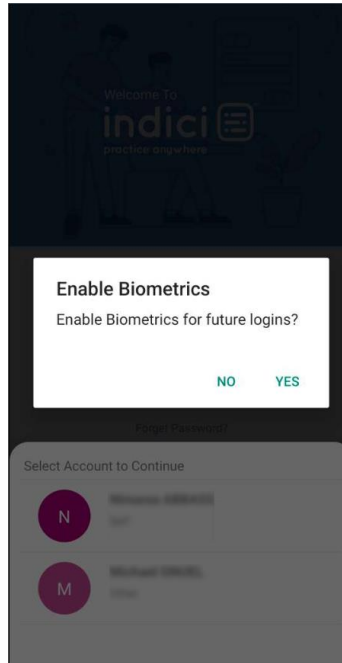 Welcome To
indici
practice anywhere
Enable Biometrics
Enable Biometrics for future logins?
NO YES
Forget Password?
Select Account to Continue
N
M